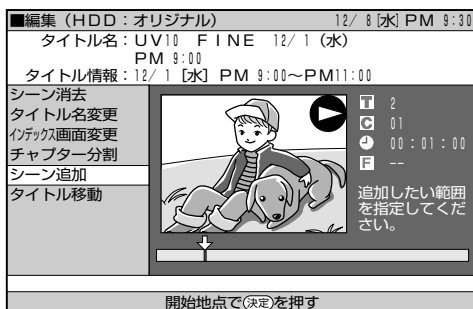 ■編集（HDD：オリジナル） 12/ 8[水] PM 9:30
タイトル名：UV10 FINE 12/ 1（水）
PM 9:00
タイトル情報：12/ 1 [水] PM 9:00～PM11:00
シーン消去
タイトル名変更
インデックス画面変更
チャプター分割
シーン追加
タイトル移動
T 2
C 01
00：01：00
F --
追加したい範囲
を指定してくだ
さい。
開始地点で決定を押す